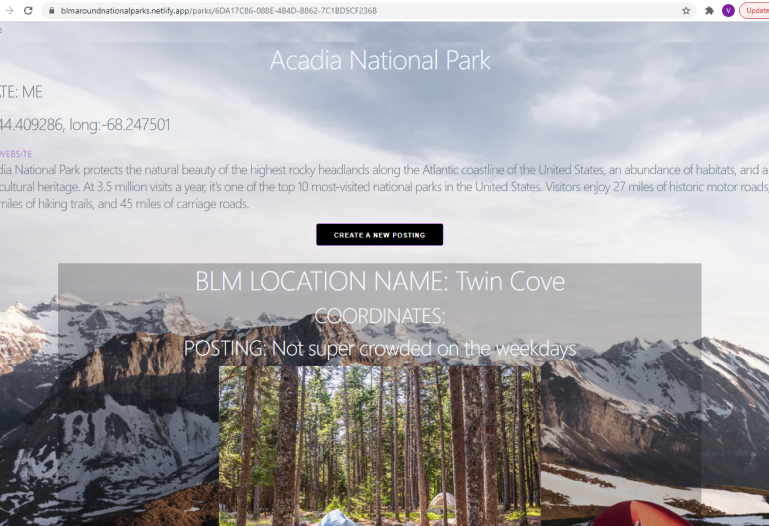 blmaroundnationalparks.netlify.app/parks/6DA17C86-088E-4B4D-B862-7C1BD5CF236B
V
Update
e
Acadia National Park
TE: ME
44.409286, long:-68.247501
WEBSITE
dia National Park protects the natural beauty of the highest rocky headlands along the Atlantic coastline of the United States, an abundance of habitats, and a
cultural heritage. At 3.5 million visits a year, it's one of the top 10 most-visited national parks in the United States. Visitors enjoy 27 miles of historic motor roads,
miles of hiking trails, and 45 miles of carriage roads.
CREATE A NEW POSTING
BLM LOCATION NAME: Twin Cove
COORDINATES:
POSTING: Not super crowded on the weekdays